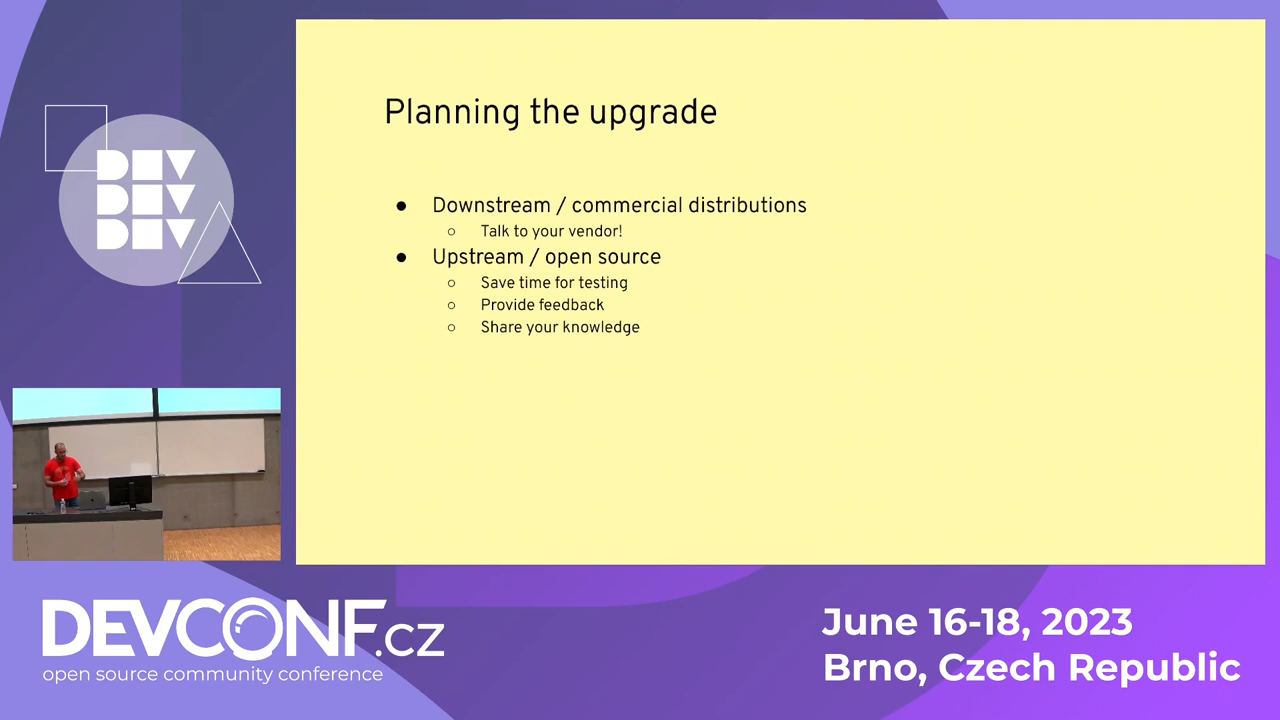 DEV
DEV
DEV
Planning the upgrade
● Downstream / commercial distributions
○ Talk to your vendor!
● Upstream / open source
○ Save time for testing
○ Provide feedback
○ Share your knowledge
DEVCONF.cz
open source community conference
June 16-18, 2023
Brno, Czech Republic